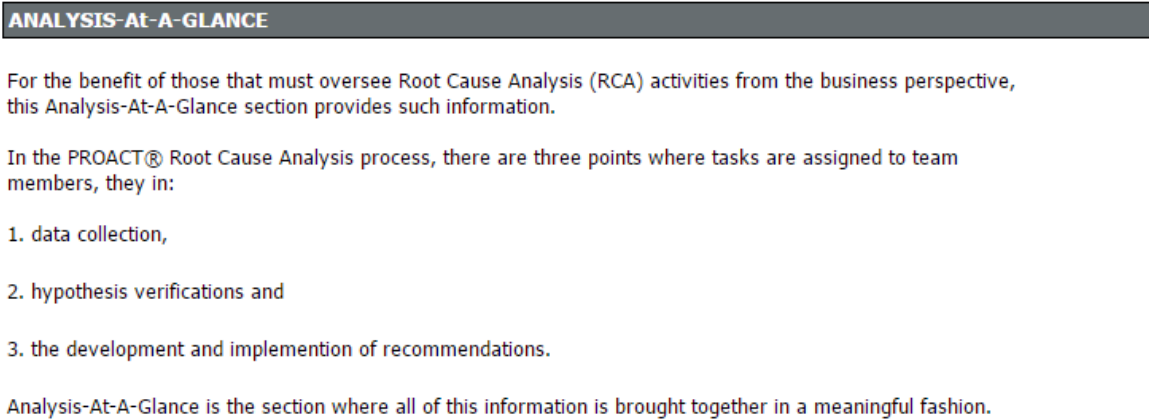 ANALYSIS-At-A-GLANCE
For the benefit of those that must oversee Root Cause Analysis (RCA) activities from the business perspective,
this Analysis-At-A-Glance section provides such information.
In the PROACT® Root Cause Analysis process, there are three points where tasks are assigned to team
members, they in:
1. data collection,
2. hypothesis verifications and
3. the development and implemention of recommendations.
Analysis-At-A-Glance is the section where all of this information is brought together in a meaningful fashion.